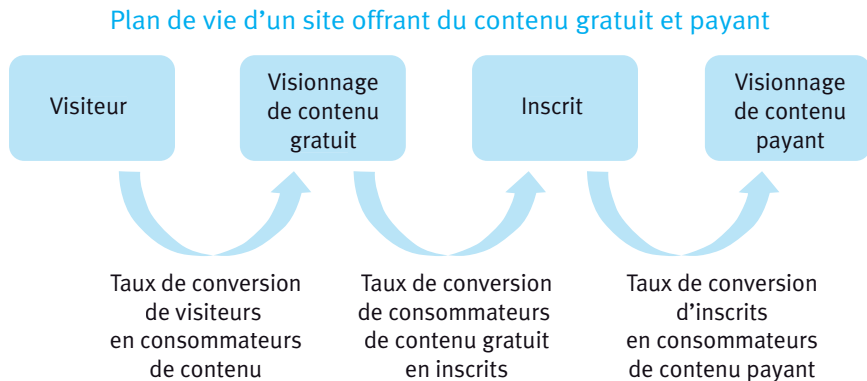 Plan de vie d’un site offrant du contenu gratuit et payant
Visiteur
Visionnage
de contenu
gratuit
Inscrit
Visionnage
de contenu
payant
Taux de conversion
de visiteurs
en consommateurs
de contenu
Taux de conversion
de consommateurs
de contenu gratuit
en inscrits
Taux de conversion
d’inscrits
en consommateurs
de contenu payant